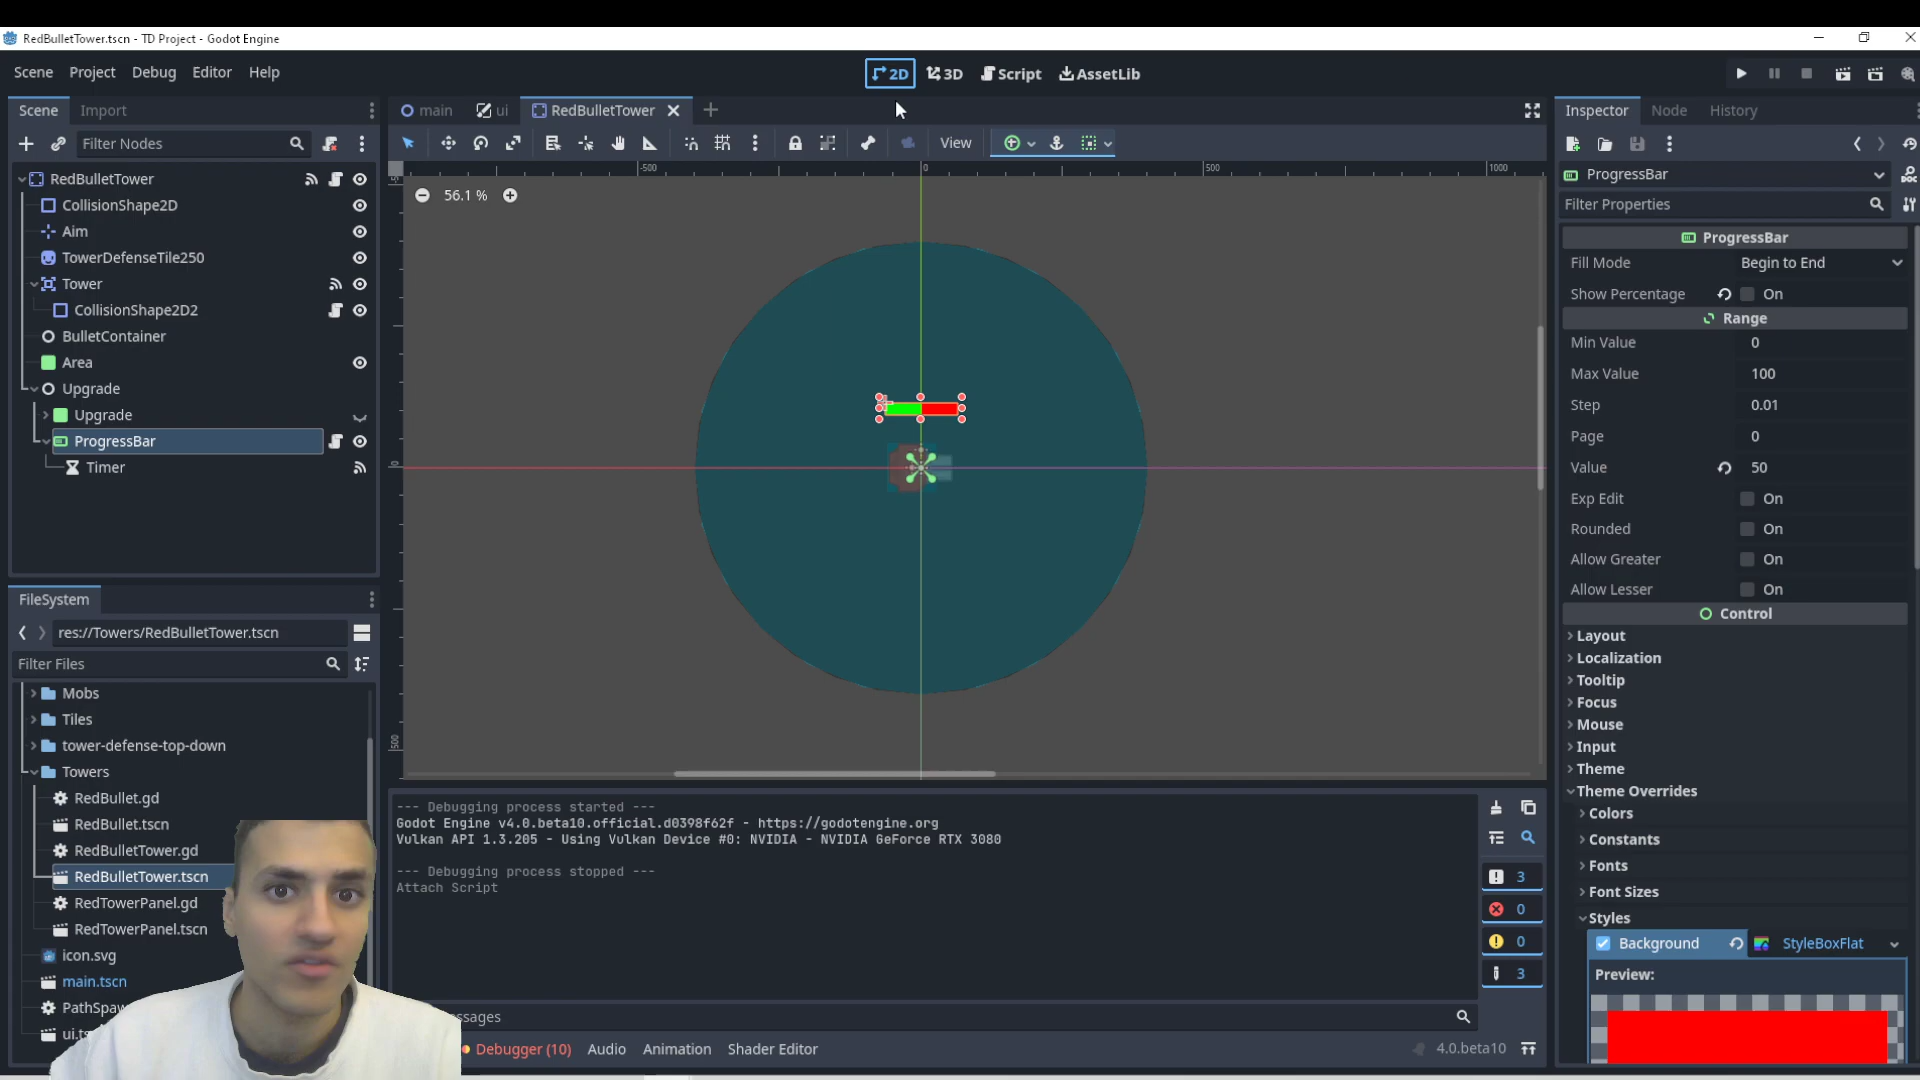 RedBulletTower.tscn - TD Project - Godot Engine
Scene Project Debug Editor Help
2D 3D Script AssetLib
Scene Import
main ui RedBulletTower
Inspector Node History
Filter Nodes
View
ProgressBar
Filter Properties
RedBulletTower
CollisionShape2D
Aim
TowerDefenseTile250
Tower
CollisionShape2D2
BulletContainer
Area
Upgrade
Upgrade
ProgressBar
Timer
-500 0 500 1000
56.1 %
0
500
ProgressBar
Fill Mode Begin to End
Show Percentage On
Range
Min Value 0
Max Value 100
Step 0.01
Page 0
Value 50
Exp Edit On
Rounded On
Allow Greater On
Allow Lesser On
Control
Layout
Localization
Tooltip
Focus
Mouse
Input
Theme
Theme Overrides
Colors
Constants
Fonts
Font Sizes
Styles
Background StyleBoxFlat
Preview:
FileSystem
res://Towers/RedBulletTower.tscn
Filter Files
Mobs
Tiles
tower-defense-top-down
Towers
RedBullet.gd
RedBullet.tscn
RedBulletTower.gd
RedBulletTower.tscn
RedTowerPanel.gd
RedTowerPanel.tscn
icon.svg
main.tscn
PathSpaw
ui.ts
--- Debugging process started ---
Godot Engine v4.0.beta10.official.d0398f62f - https://godotengine.org
Vulkan API 1.3.205 - Using Vulkan Device #0: NVIDIA - NVIDIA GeForce RTX 3080
--- Debugging process stopped ---
Attach Script
3
0
0
3
essages
Debugger (10) Audio Animation Shader Editor
4.0.beta10